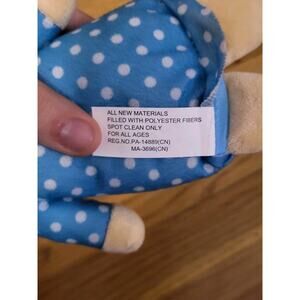 ALL NEW MATERIALS
FILLED WITH POLYESTER FIBERS
SPOT CLEAN ONLY
FOR ALL AGES
REG.NO.PA-14889(CN)
MA-3696(CN)